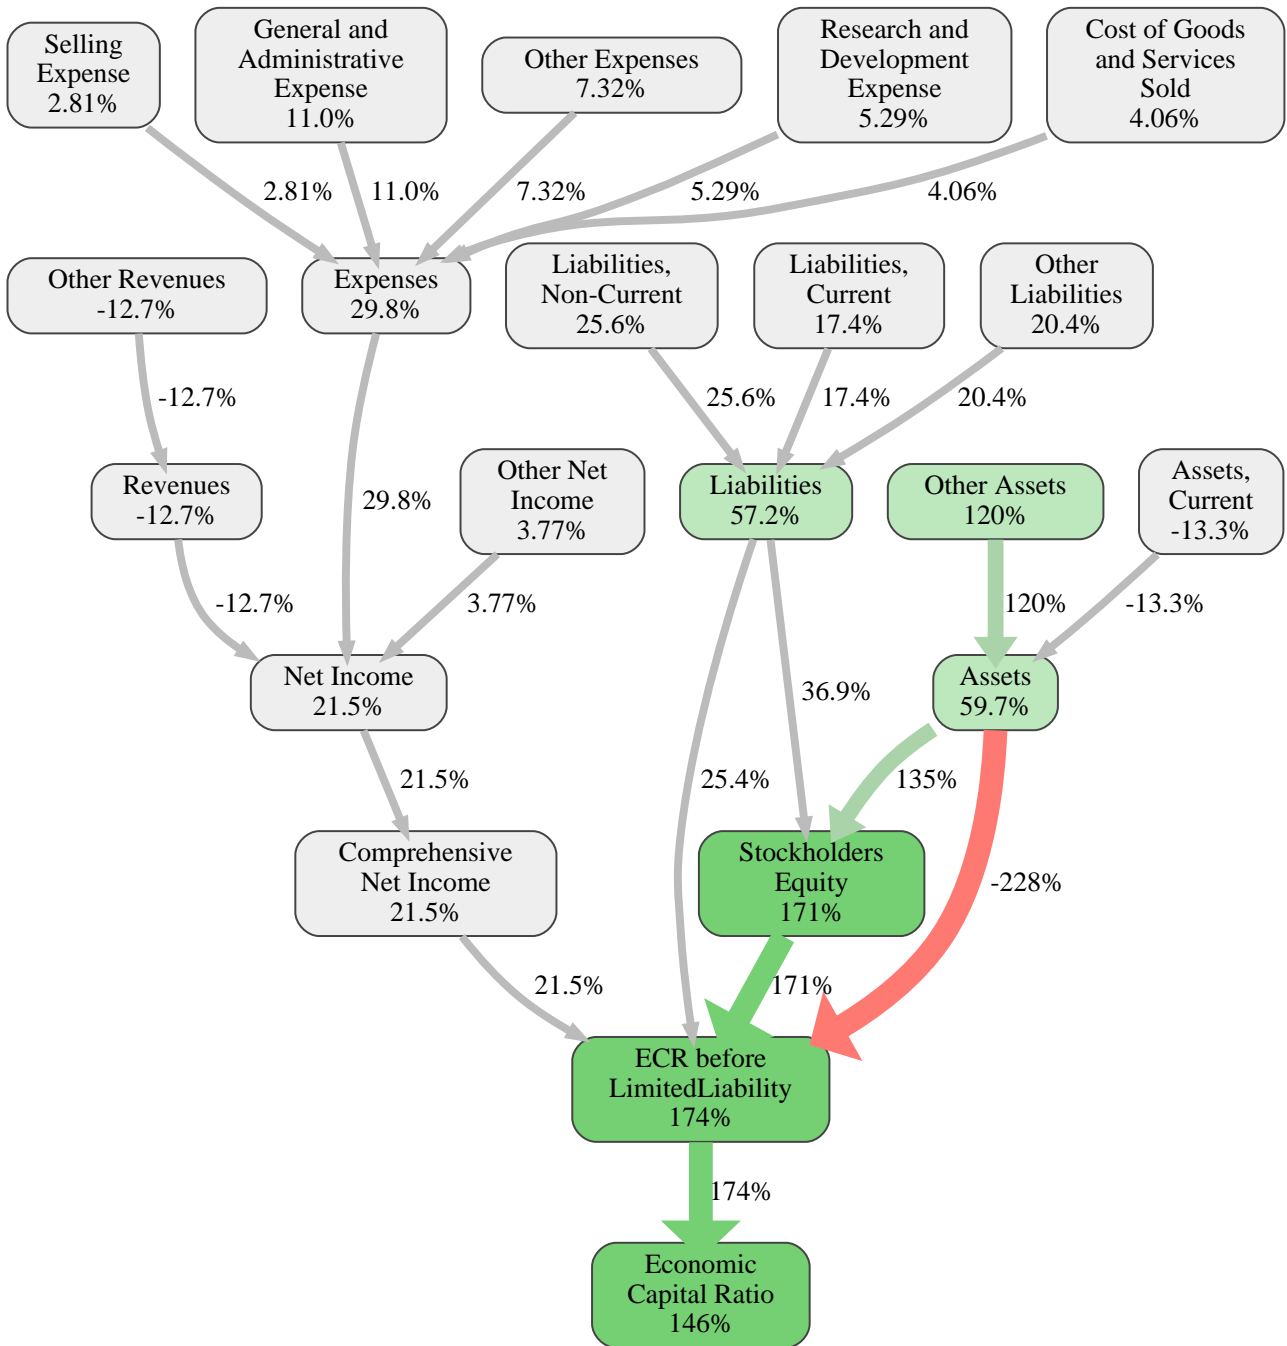 Selling
Expense
2.81%
General and
Administrative
Expense
11.0%
Other Expenses
7.32%
Research and
Development
Expense
5.29%
Cost of Goods
and Services
Sold
4.06%
2.81%
11.0%
7.32%
5.29%
4.06%
Other Revenues
-12.7%
Expenses
29.8%
Liabilities,
Non-Current
25.6%
Liabilities,
Current
17.4%
Other
Liabilities
20.4%
-12.7%
25.6%
17.4%
20.4%
Revenues
-12.7%
29.8%
Other Net
Income
3.77%
Liabilities
57.2%
Other Assets
120%
Assets,
Current
-13.3%
-12.7%
3.77%
120%
-13.3%
Net Income
21.5%
36.9%
Assets
59.7%
21.5%
25.4%
135%
Comprehensive
Net Income
21.5%
Stockholders
Equity
171%
-228%
21.5%
171%
ECR before
LimitedLiability
174%
174%
Economic
Capital Ratio
146%